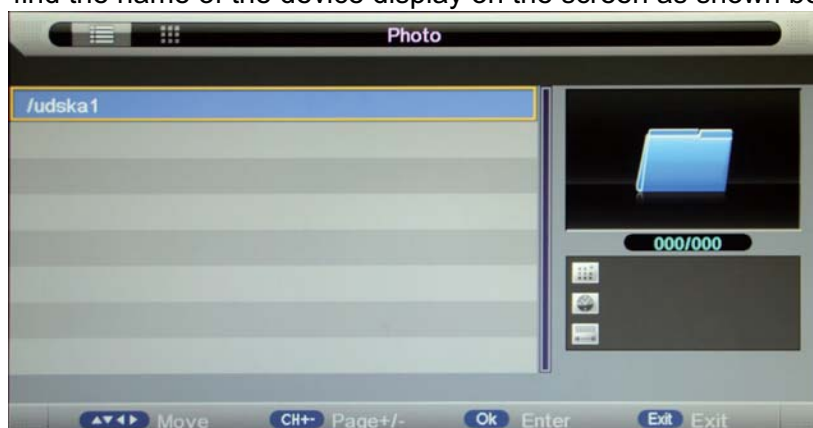 find the name of the device display on the screen as shown be
Photo
/udska1
000/000
▲▼◄► Move CH+- Page+/- Ok Enter Exit Exit